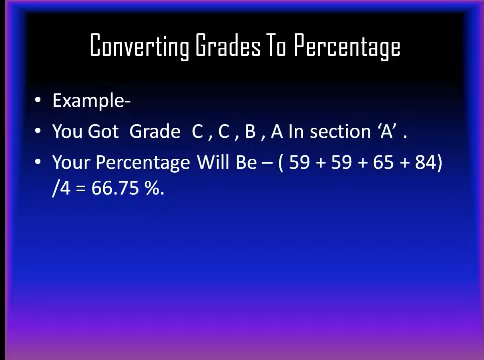 Converting Grades To Percentage
• Example-
• You Got Grade C , C , B , A In section ‘A’ .
• Your Percentage Will Be – ( 59 + 59 + 65 + 84)
/4 = 66.75 %.